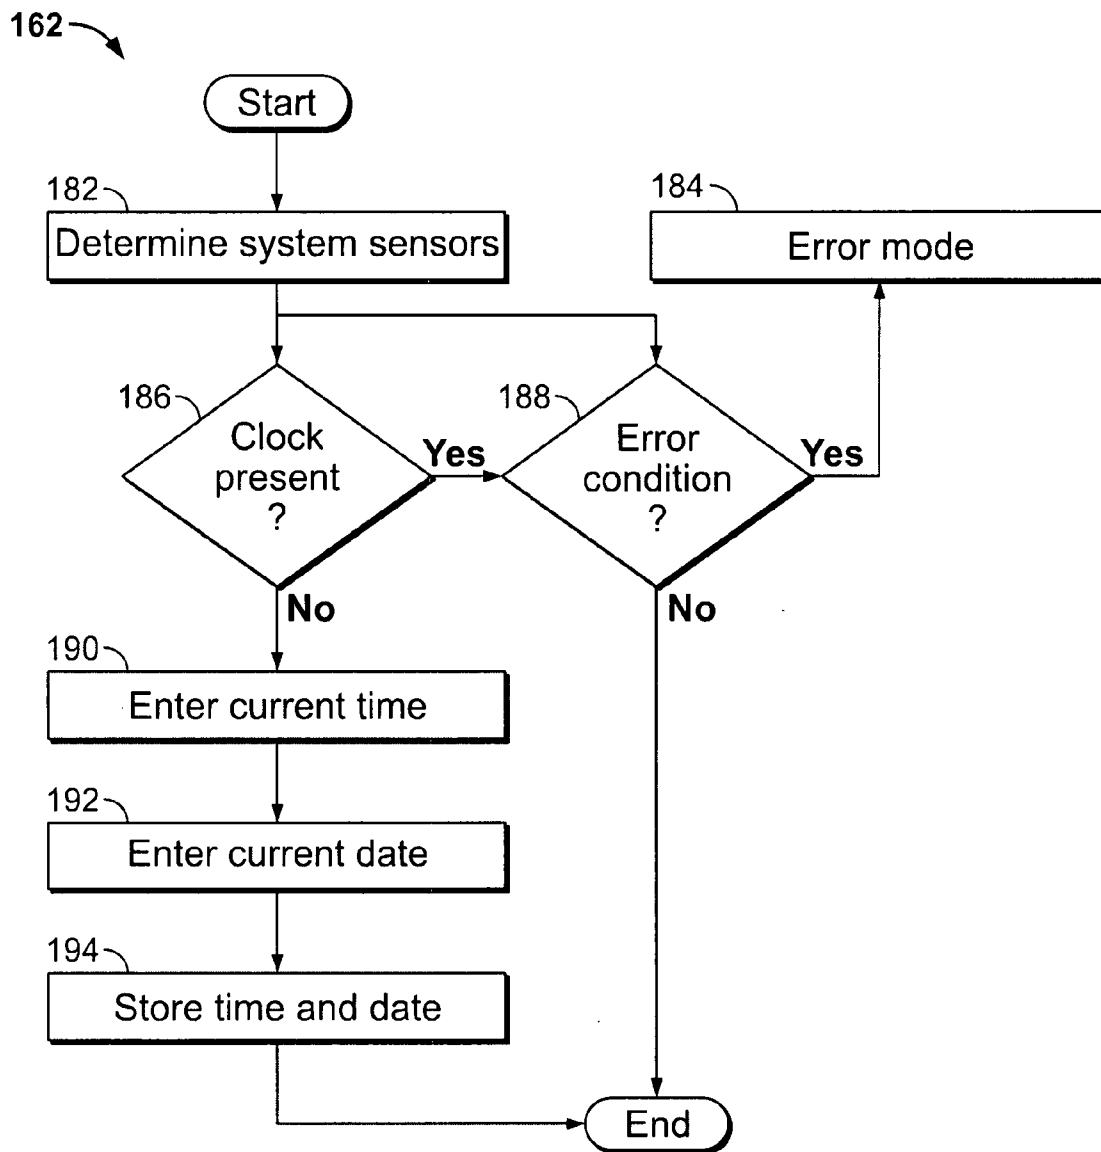 162
Start
182
Determine system sensors
184
Error mode
186
Clock
present
?
Yes
188
Error
condition
?
Yes
No
No
190
Enter current time
192
Enter current date
194
Store time and date
End